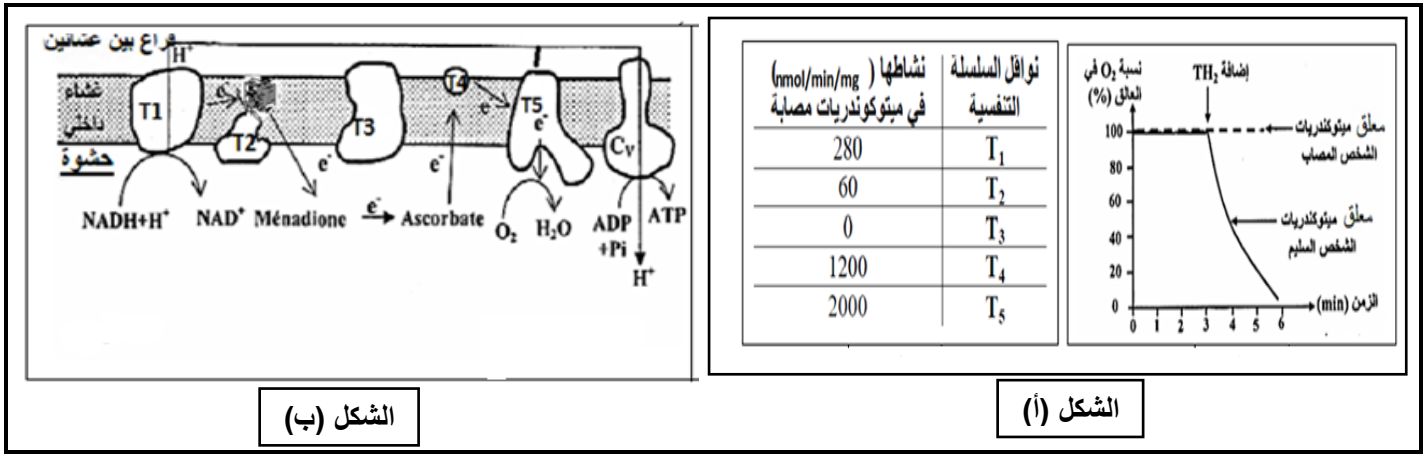 نسبة O₂ في
العالق (%)
إضافة TH₂
100
80
60
40
20
0
0 1 2 3 4 5 6
الزمن (min)
معلق ميتوكندريات
الشخص المصاب
معلق ميتوكندريات
الشخص السليم
نوافل السلسلة
التنفسية
نشاطها ( nmol/min/mg)
في ميتوكوندريات مصابة
T₁ 280
T₂ 60
T₃ 0
T₄ 1200
T₅ 2000
الشكل (أ)
فراغ بين غشائين
H⁺
غشاء
داخلي
حشوة
T1
e⁻
T2
T3
T4
e⁻
T5
e⁻
Cv
e⁻
e⁻
NADH+H⁺ NAD⁺ Ménadione e⁻ Ascorbate O₂ H₂O ADP
+Pi
ATP
H⁺
الشكل (ب)